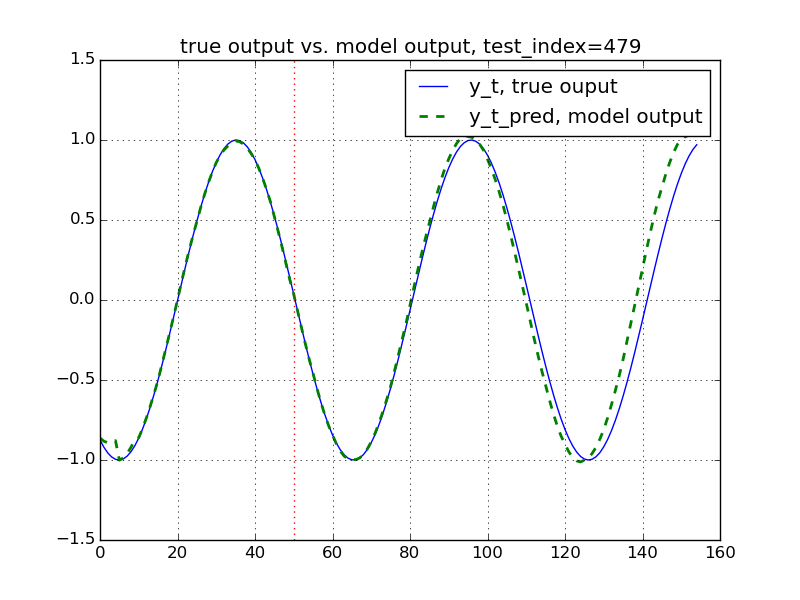 true output vs. model output, test_index=479
y_t, true ouput
y_t_pred, model output
1.5
1.0
0.5
0.0
−0.5
−1.0
−1.5
0 20 40 60 80 100 120 140 160